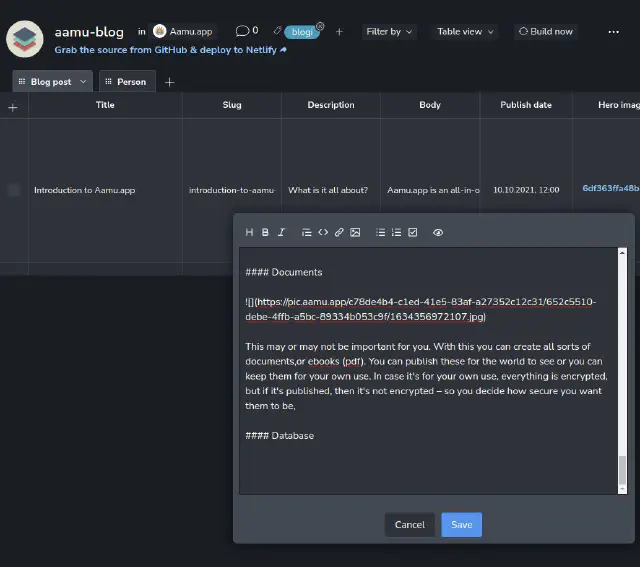 aamu-blog in Aamu.app 0 blogi + Filter by Table view Build now ...
Grab the source from GitHub & deploy to Netlify
Blog post Person +
+ Title Slug Description Body Publish date Hero imag
Introduction to Aamu.app introduction-to-aamu- What is it all about? Aamu.app is an all-in-o 10.10.2021, 12:00 6df363ffa48b
H B I
#### Documents
![](https://pic.aamu.app/c78de4b4-c1ed-41e5-83af-a27352c12c31/652c5510-
debe-4ffb-a5bc-89334b053c9f/1634356972107.jpg)
This may or may not be important for you. With this you can create all sorts of
documents,or ebooks (pdf). You can publish these for the world to see or you can
keep them for your own use. In case it's for your own use, everything is encrypted,
but if it's published, then it's not encrypted – so you decide how secure you want
them to be,
#### Database
Cancel Save